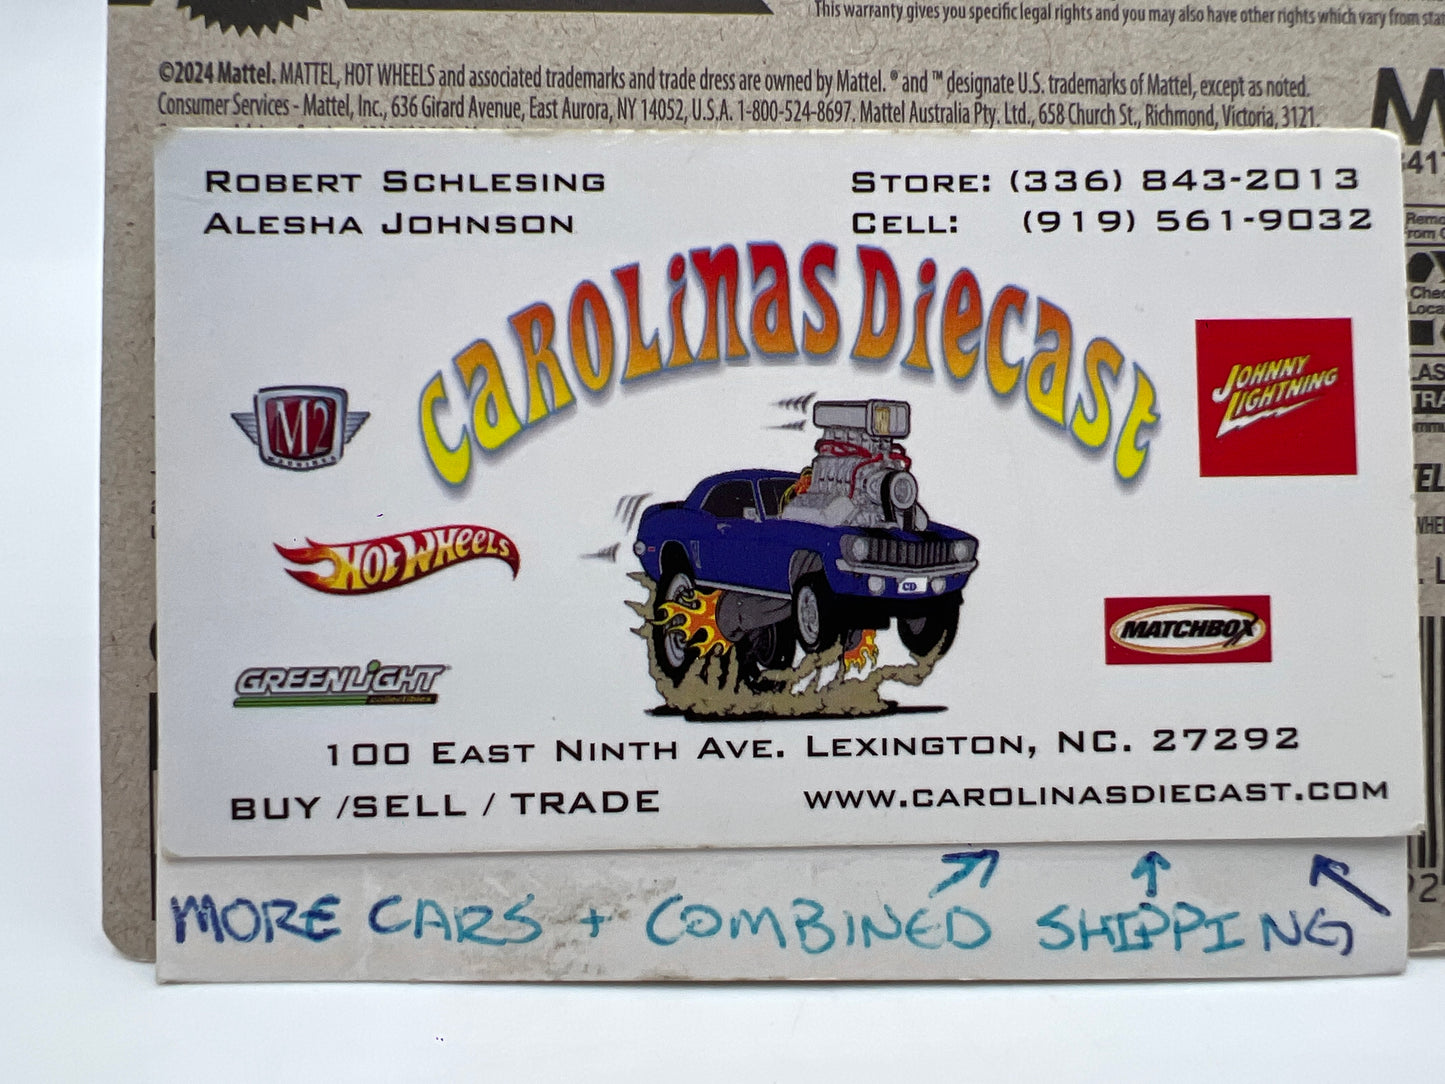 This warranty gives you specific legal rights and you may also have other rights which vary from
©2024 Mattel. MATTEL, HOT WHEELS and associated trademarks and trade dress are owned by Mattel. ® and ™ designate U.S. trademarks of Mattel, except as noted.
Consumer Services - Mattel, Inc., 636 Girard Avenue, East Aurora, NY 14052, U.S.A. 1-800-524-8697. Mattel Australia Pty. Ltd., 658 Church St., Richmond, Victoria, 3121.
ROBERT SCHLESING
ALESHA JOHNSON
STORE: (336) 843-2013
CELL: (919) 561-9032
CAROLINAS DIECAST
M2
MACHINES
JOHNNY
LIGHTNING
HOT WHEELS
CD
MATCHBOX
GREENLIGHT
collectibles
100 EAST NINTH AVE. LEXINGTON, NC. 27292
BUY /SELL / TRADE
WWW.CAROLINASDIECAST.COM
MORE CARS + COMBINED SHIPPING